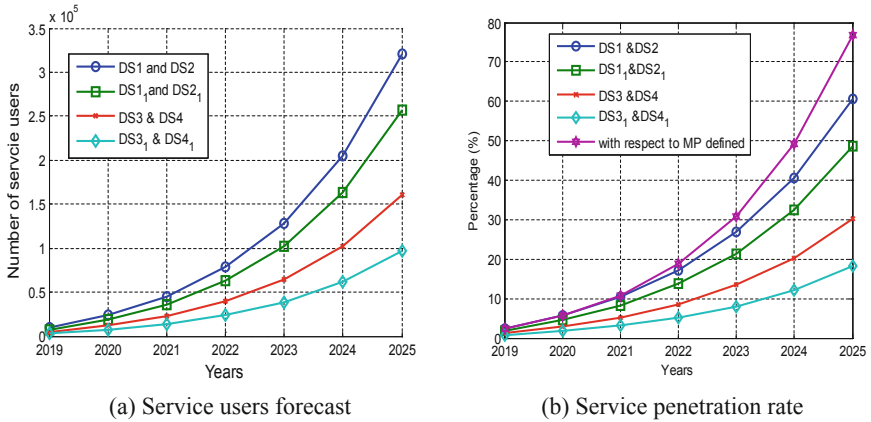 x 10^5
3.5
3
2.5
2
1.5
1
0.5
0
2019 2020 2021 2022 2023 2024 2025
Years
Number of servcie users
DS1 and DS2
DS1₁and DS2₁
DS3 & DS4
DS3₁ & DS4₁
(a) Service users forecast
80
70
60
50
40
30
20
10
0
2019 2020 2021 2022 2023 2024 2025
Years
Percentage (%)
DS1 &DS2
DS1₁&DS2₁
DS3 &DS4
DS3₁ &DS4₁
with respect to MP defined
(b) Service penetration rate